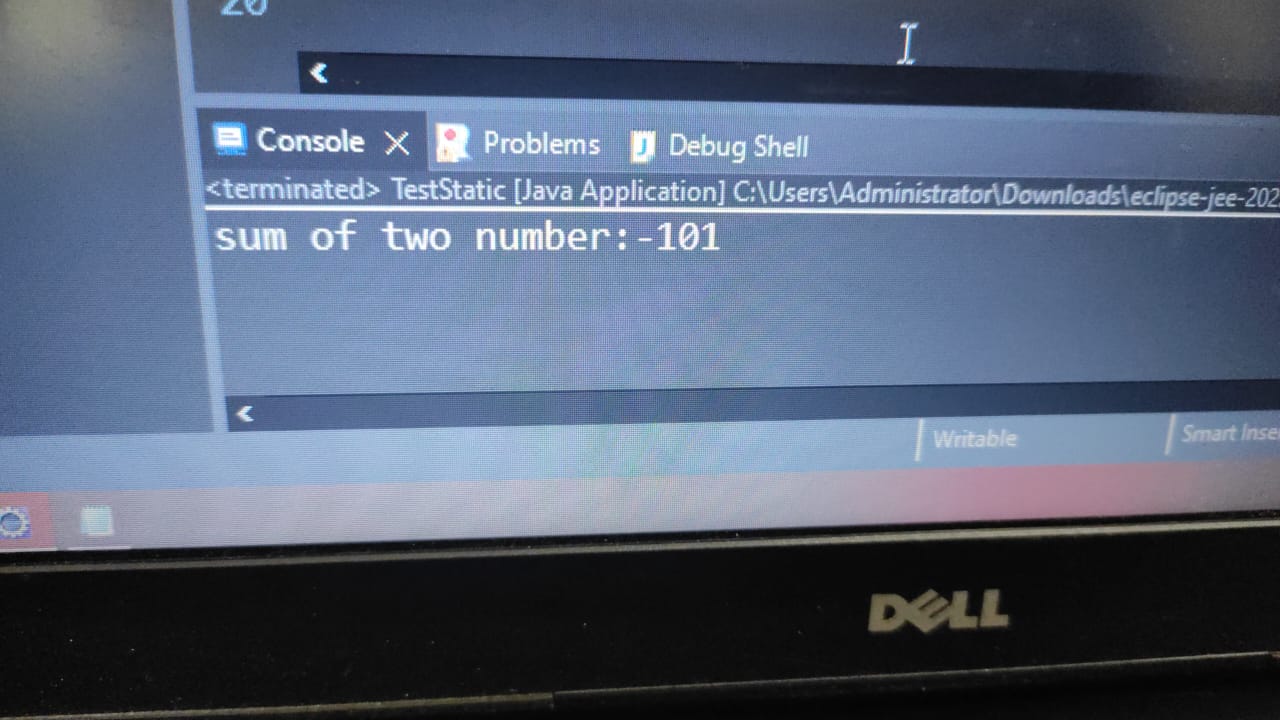 20
Console Problems Debug Shell
<terminated> TestStatic [Java Application] C:\Users\Administrator\Downloads\eclipse-jee-202
sum of two number:-101
Writable Smart Inse
DELL